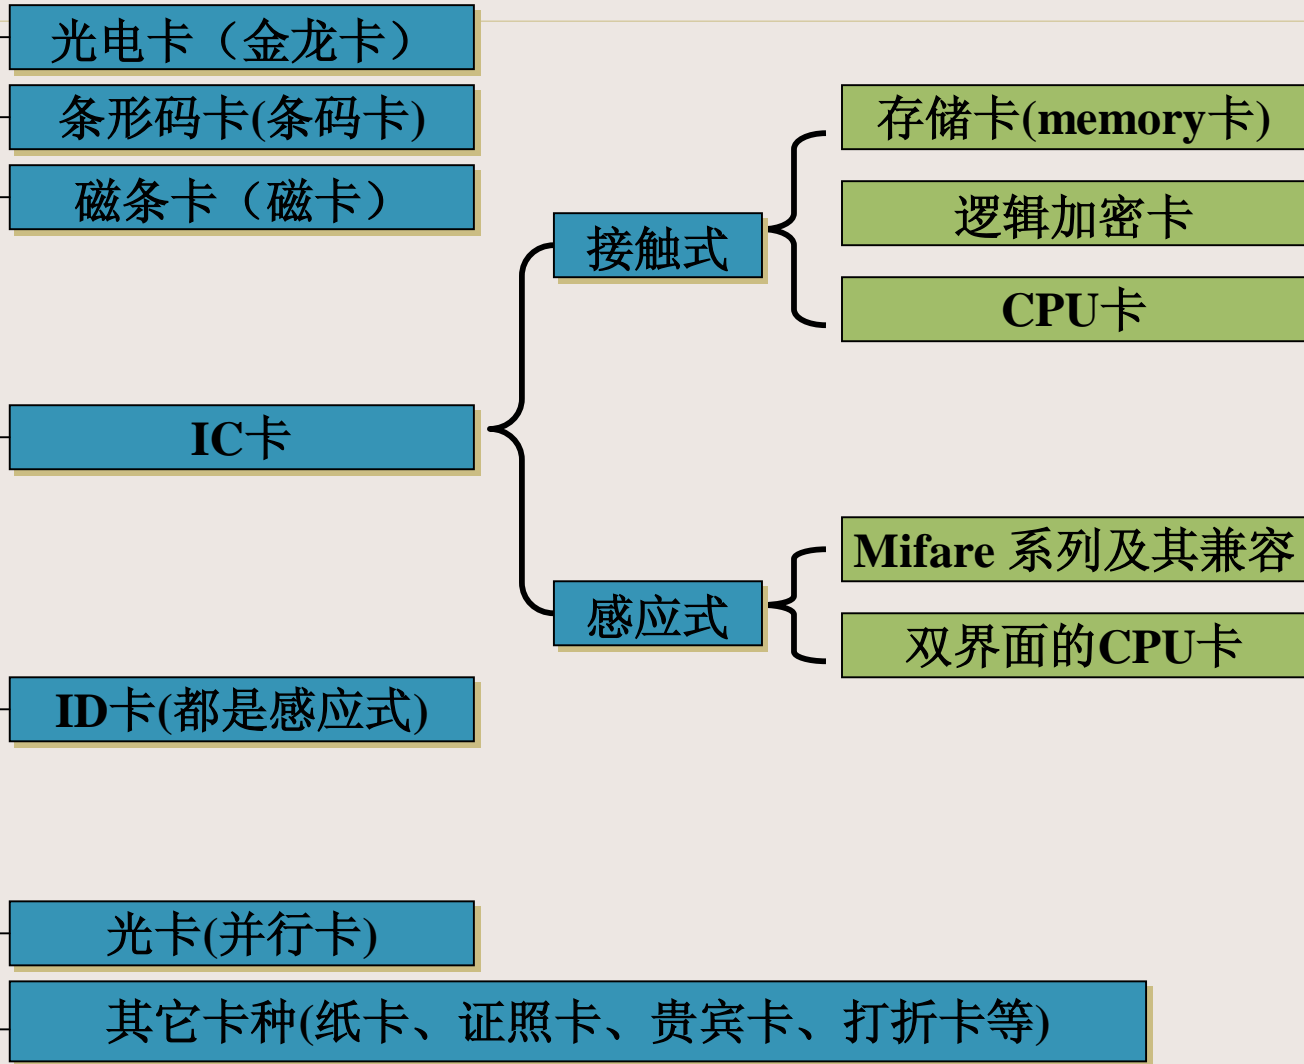 光电卡（金龙卡）
条形码卡(条码卡)
磁条卡（磁卡）
IC卡
接触式
存储卡(memory卡)
逻辑加密卡
CPU卡
感应式
Mifare 系列及其兼容
双界面的CPU卡
ID卡(都是感应式)
光卡(并行卡)
其它卡种(纸卡、证照卡、贵宾卡、打折卡等)